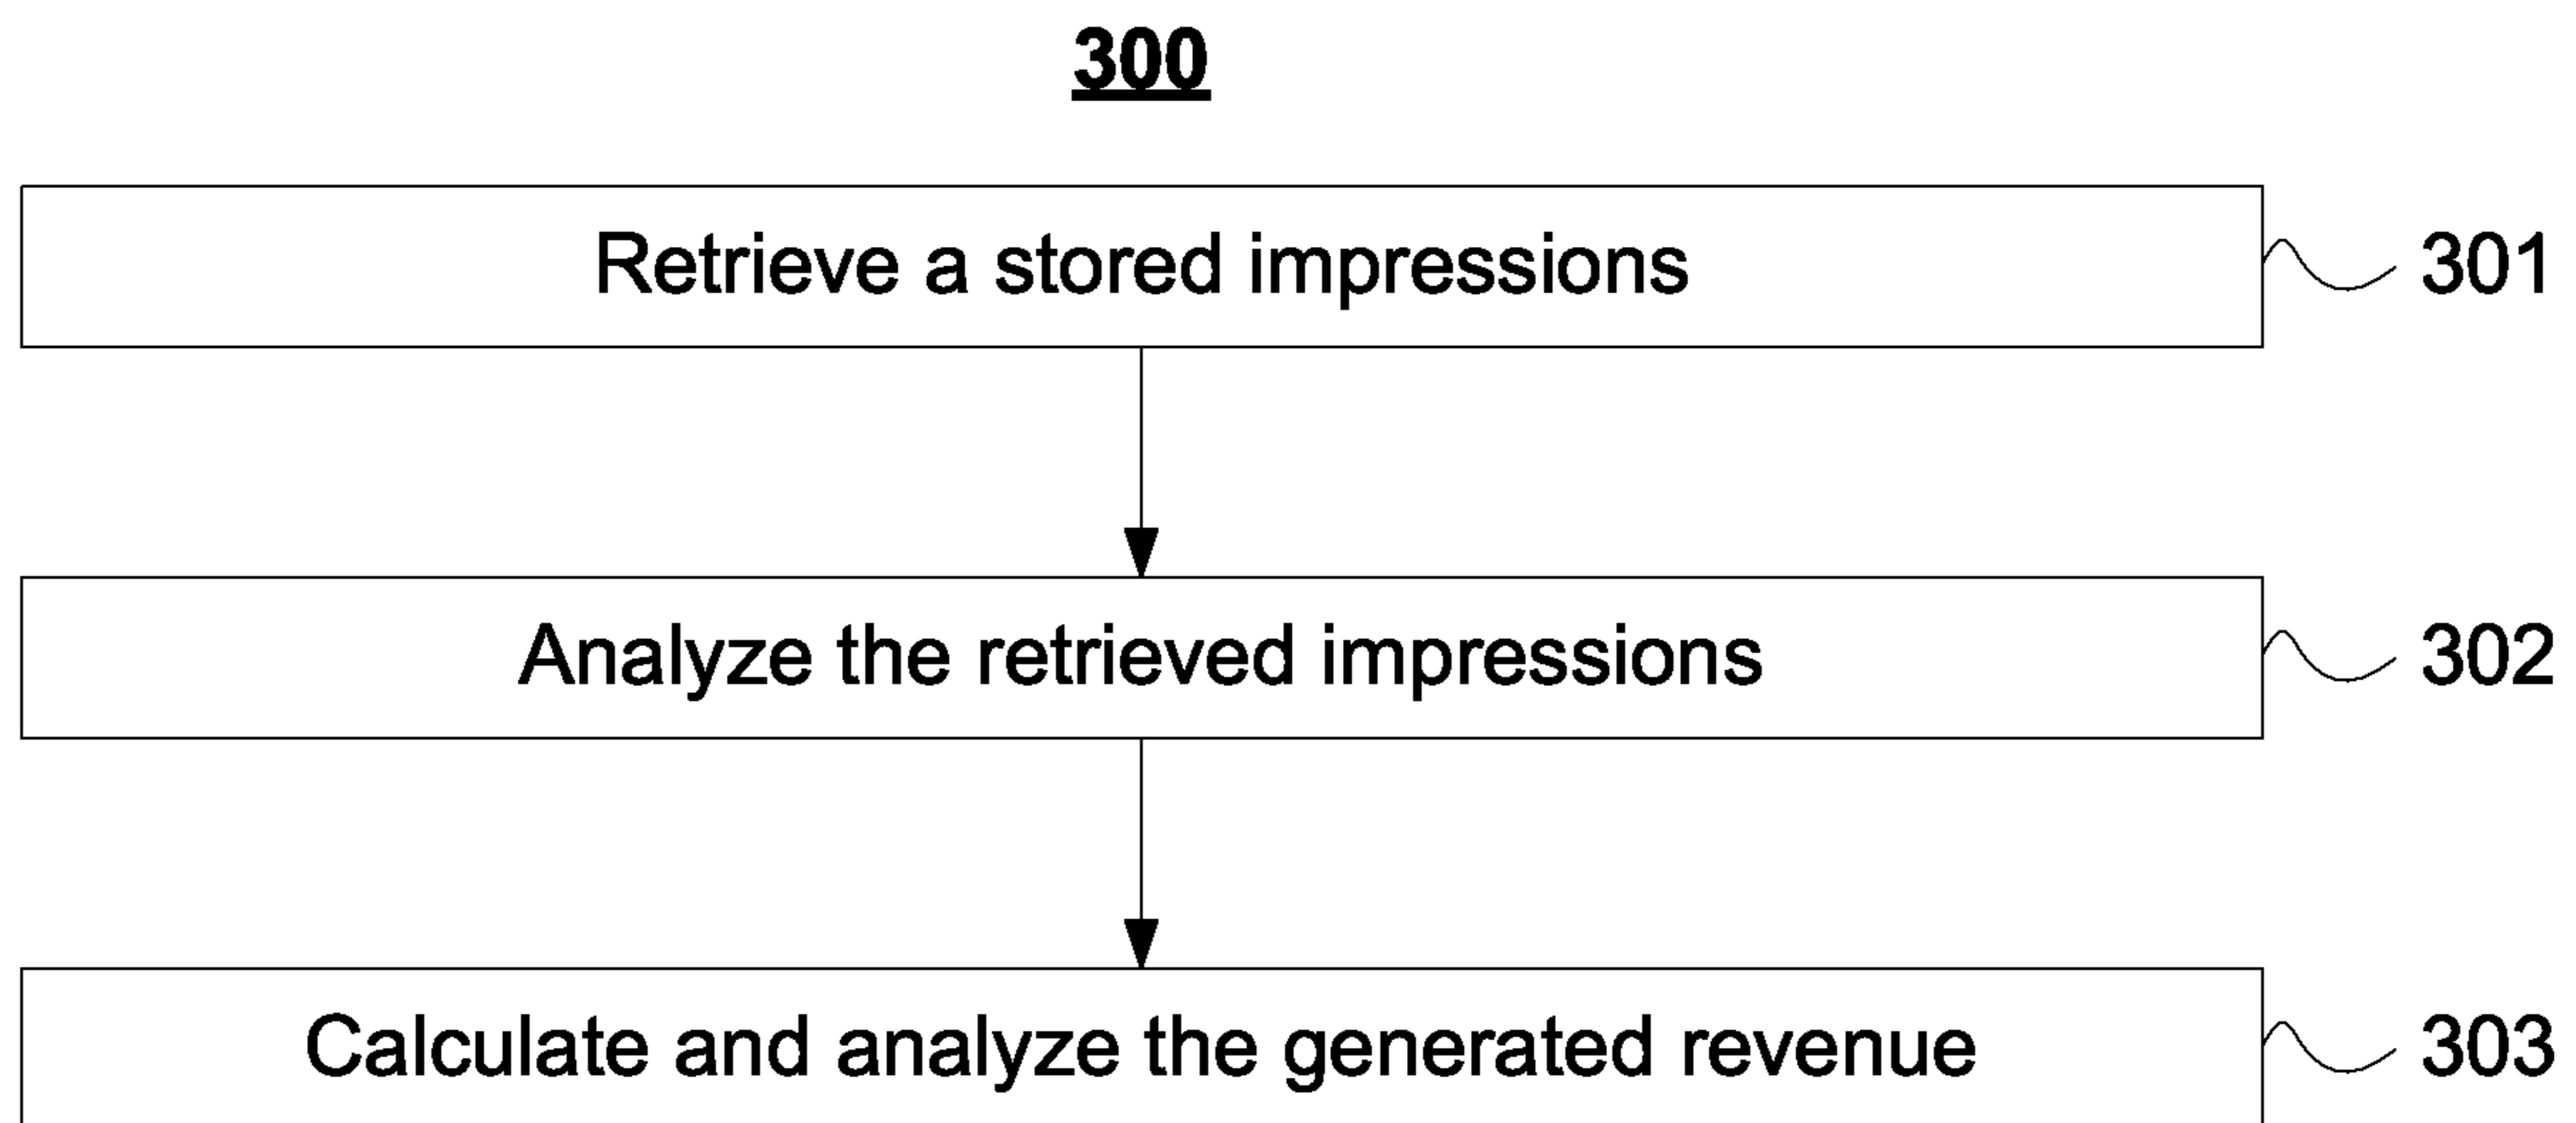 300
Retrieve a stored impressions 301
Analyze the retrieved impressions 302
Calculate and analyze the generated revenue 303